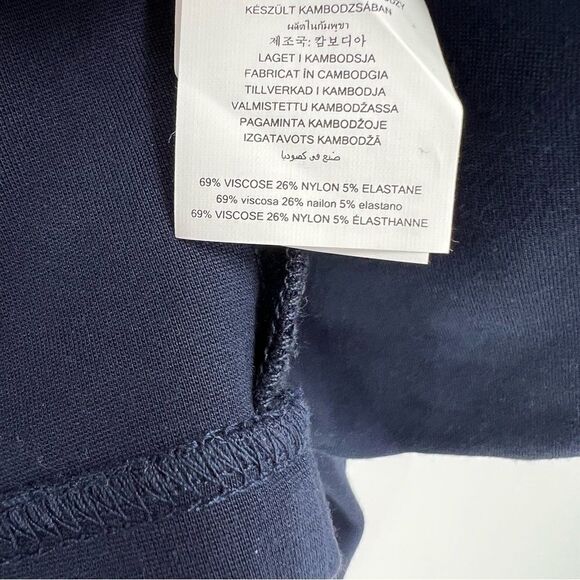 KÉSZÜLT KAMBODZSÁBAN
ผลิตในกัมพูชา
제조국: 캄보디아
LAGET I KAMBODSJA
FABRICAT ÎN CAMBODGIA
TILLVERKAD I KAMBODJA
VALMISTETTU KAMBODŽASSA
PAGAMINTA KAMBODŽOJE
IZGATAVOTS KAMBODŽĀ
صنع في كمبوديا
69% VISCOSE 26% NYLON 5% ELASTANE
69% viscosa 26% nailon 5% elastano
69% VISCOSE 26% NYLON 5% ÉLASTHANNE